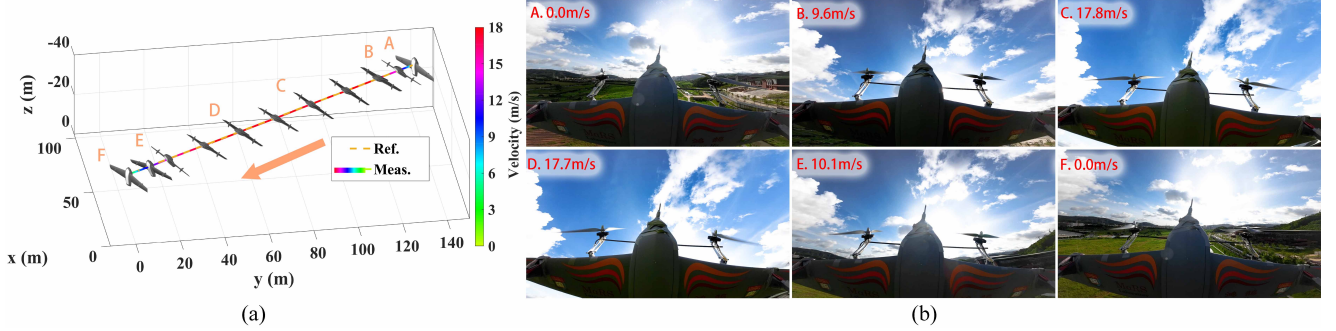 -40
-20
0
z (m)
100
50
0
x (m)
0
20
40
60
80
100
120
140
y (m)
A
B
C
D
E
F
Ref.
Meas.
18
15
12
9
6
3
0
Velocity (m/s)
(a)
A. 0.0m/s
B. 9.6m/s
C. 17.8m/s
D. 17.7m/s
E. 10.1m/s
F. 0.0m/s
(b)